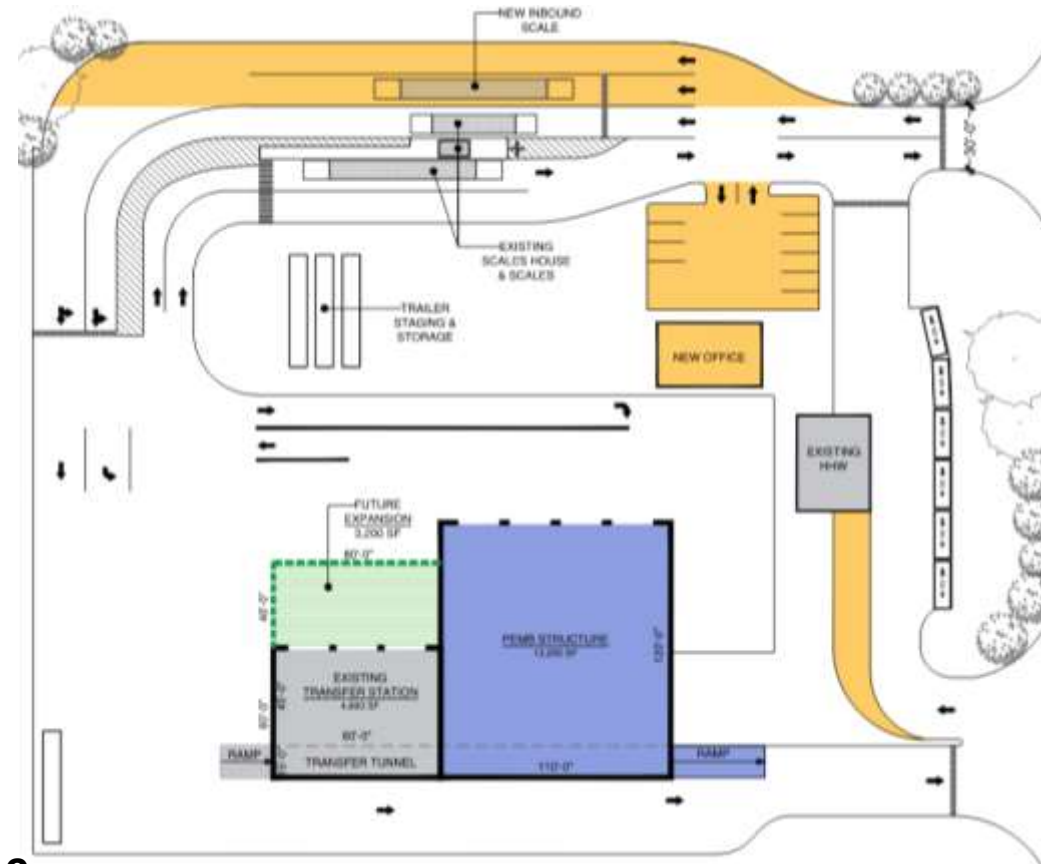 NEW INBOUND
SCALE
30'-0"
EXISTING
SCALES HOUSE
& SCALES
TRAILER
STAGING &
STORAGE
NEW OFFICE
EXISTING
HHW
FUTURE
EXPANSION
3,200 SF
80'-0"
40'-0"
PEMB STRUCTURE
13,200 SF
120'-0"
EXISTING
TRANSFER STATION
4,880 SF
60'-0"
45'-0"
80'-0"
RAMP
TRANSFER TUNNEL
110'-0"
RAMP